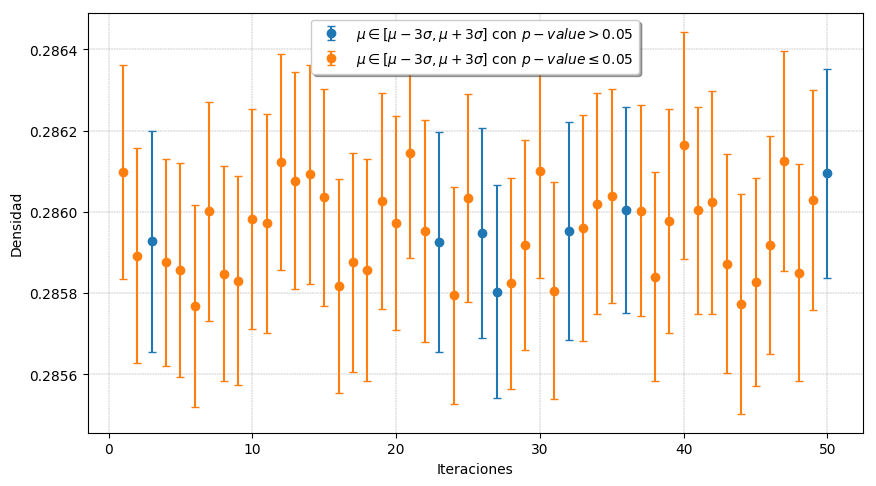 μ ∈ [μ − 3σ, μ + 3σ] con p − value > 0.05
μ ∈ [μ − 3σ, μ + 3σ] con p − value ≤ 0.05
Densidad
0.2864
0.2862
0.2860
0.2858
0.2856
0 10 20 30 40 50
Iteraciones